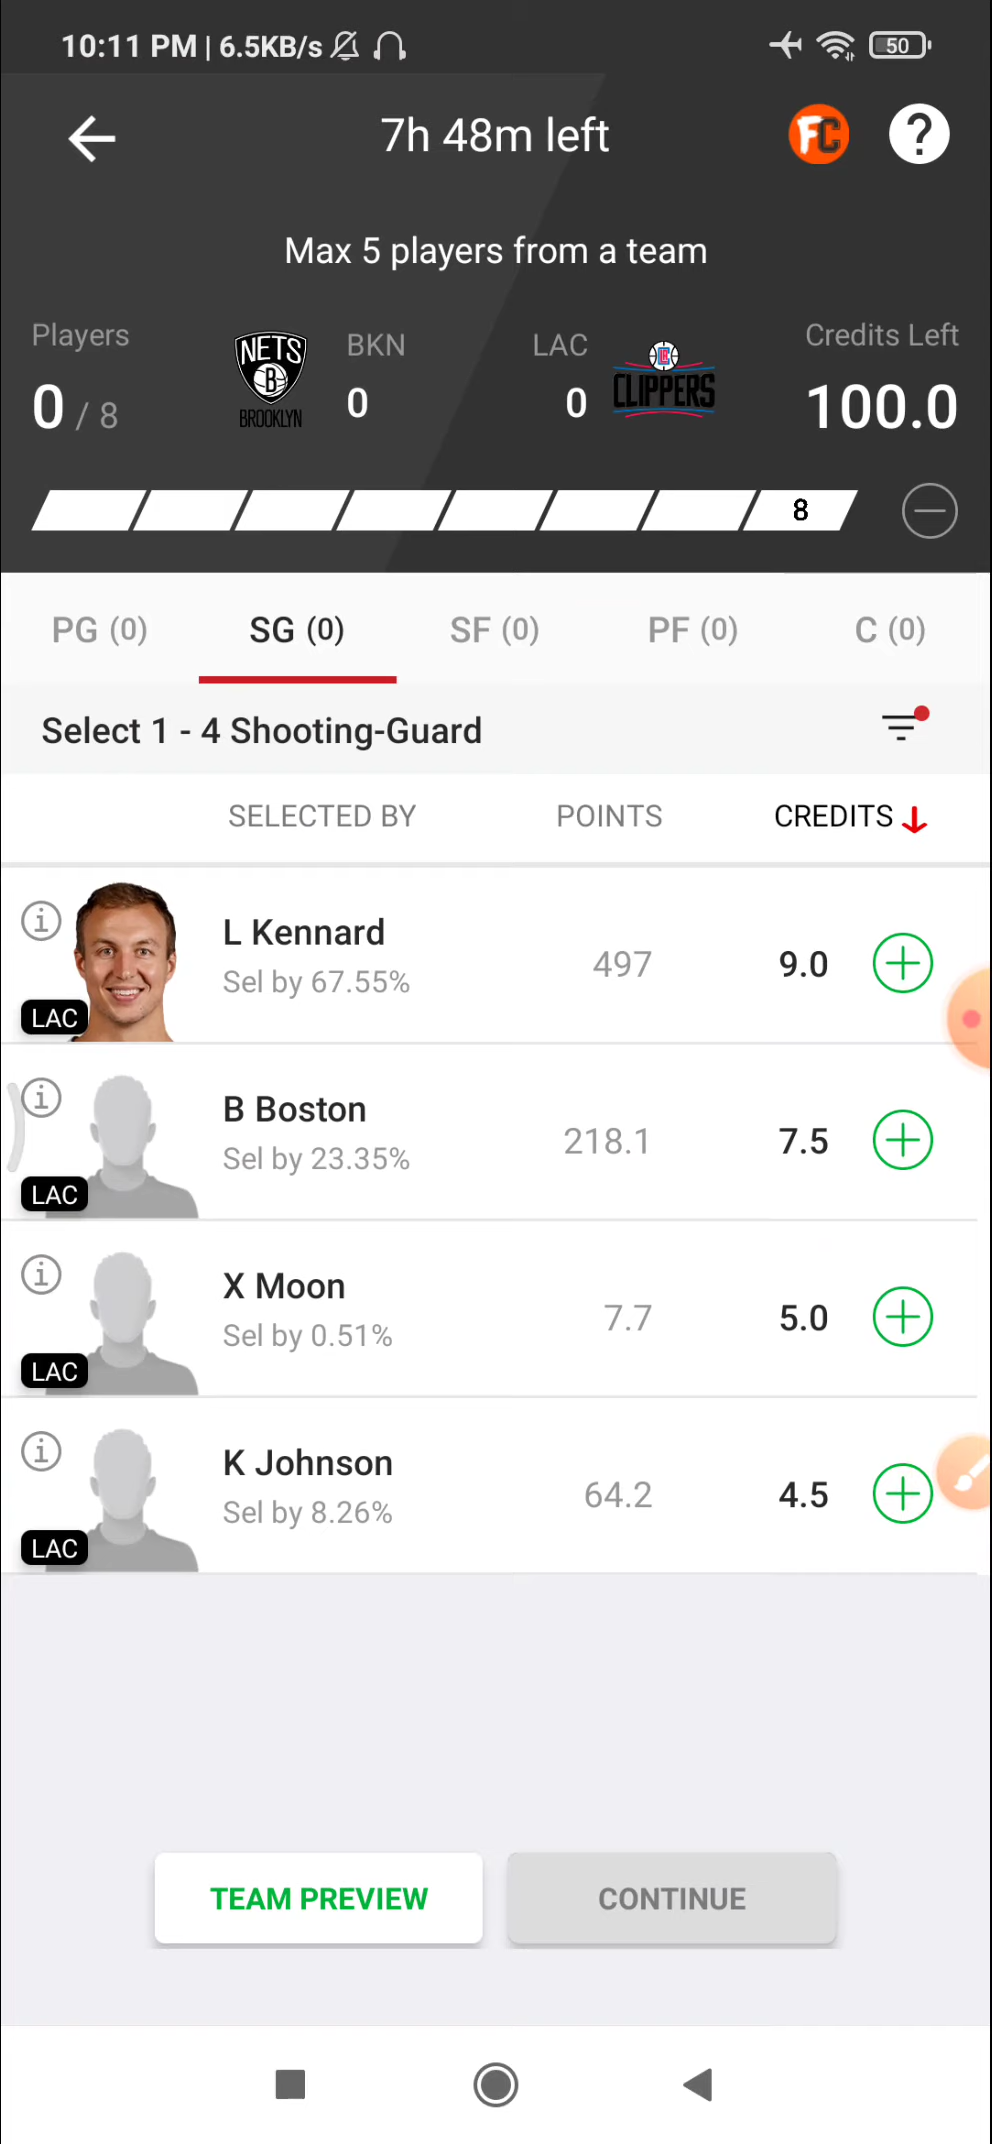 10:11 PM | 6.5KB/s 50
7h 48m left FC ?
Max 5 players from a team
Players BKN LAC Credits Left
NETS B BROOKLYN
LAC CLIPPERS
0 / 8 0 0 100.0
8
PG (0) SG (0) SF (0) PF (0) C (0)
Select 1 - 4 Shooting-Guard
SELECTED BY POINTS CREDITS
L Kennard
Sel by 67.55% 497 9.0
LAC
B Boston
Sel by 23.35% 218.1 7.5
LAC
X Moon
Sel by 0.51% 7.7 5.0
LAC
K Johnson
Sel by 8.26% 64.2 4.5
LAC
TEAM PREVIEW CONTINUE